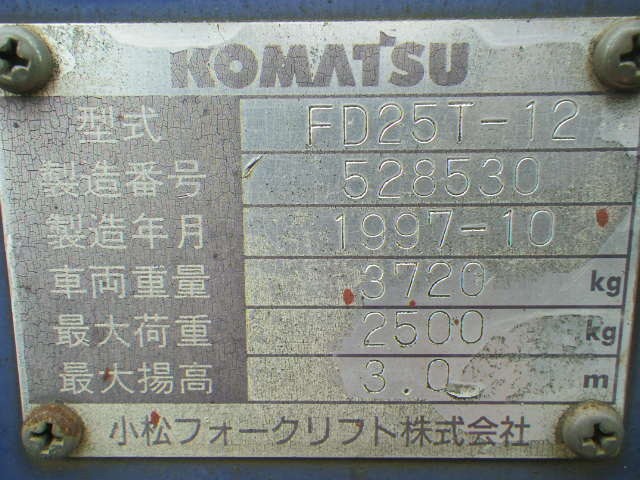 KOMATSU
型式 FD25T-12
製造番号 528530
製造年月 1997-10
車両重量 3720 kg
最大荷重 2500 kg
最大揚高 3.0 m
小松フォークリフト株式会社